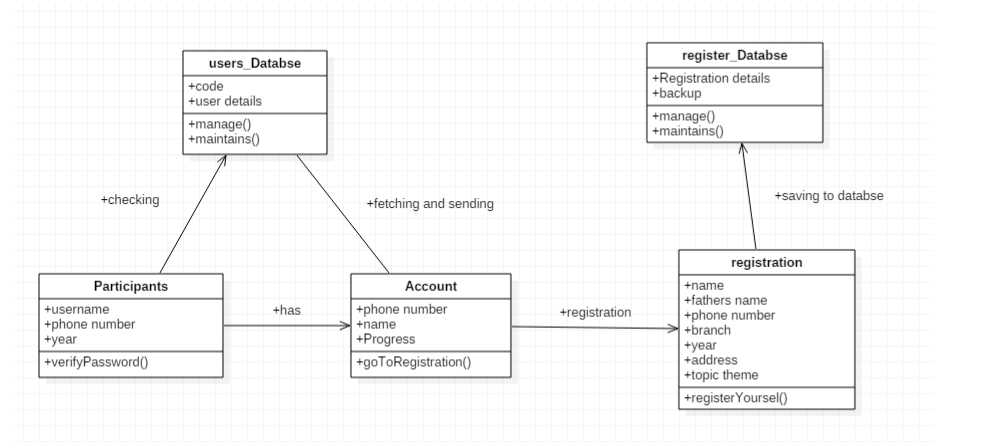 users_Databse
+code
+user details
+manage()
+maintains()
register_Databse
+Registration details
+backup
+manage()
+maintains()
+checking
+fetching and sending
+saving to databse
Participants
+username
+phone number
+year
+verifyPassword()
+has
Account
+phone number
+name
+Progress
+goToRegistration()
+registration
registration
+name
+fathers name
+phone number
+branch
+year
+address
+topic theme
+registerYoursel()